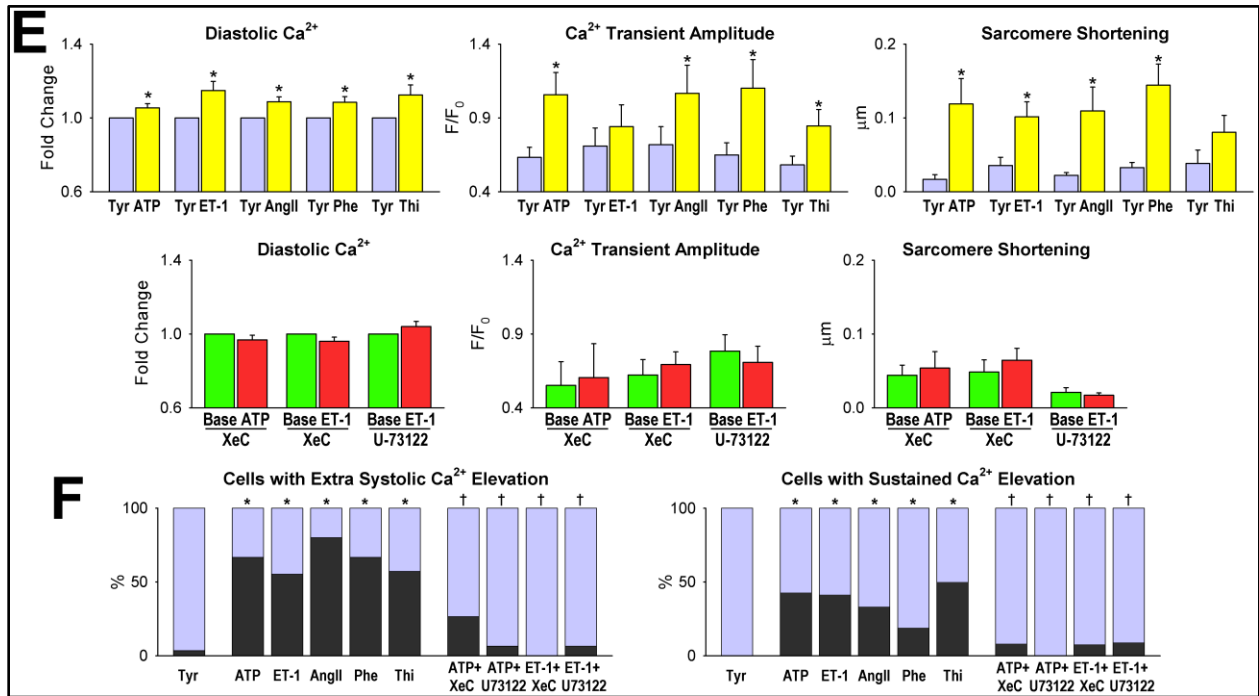 E
Diastolic Ca2+
Ca2+ Transient Amplitude
Sarcomere Shortening
1.4
1.0
0.6
Fold Change
* * * * *
Tyr ATP Tyr ET-1 Tyr AngII Tyr Phe Tyr Thi
1.4
0.9
0.4
F/F0
* * * *
Tyr ATP Tyr ET-1 Tyr AngII Tyr Phe Tyr Thi
0.2
0.1
0.0
µm
* * * *
Tyr ATP Tyr ET-1 Tyr AngII Tyr Phe Tyr Thi
Diastolic Ca2+
Ca2+ Transient Amplitude
Sarcomere Shortening
1.4
1.0
0.6
Fold Change
Base ATP Base ET-1 Base ET-1
XeC XeC U-73122
1.4
0.9
0.4
F/F0
Base ATP Base ET-1 Base ET-1
XeC XeC U-73122
0.2
0.1
0.0
µm
Base ATP Base ET-1 Base ET-1
XeC XeC U-73122
F
Cells with Extra Systolic Ca2+ Elevation
* * * * * † † † †
100
50
0
%
Tyr ATP ET-1 AngII Phe Thi ATP+ ATP+ ET-1+ ET-1+
XeC U73122 XeC U73122
Cells with Sustained Ca2+ Elevation
* * * * * † † † †
100
50
0
%
Tyr ATP ET-1 AngII Phe Thi ATP+ ATP+ ET-1+ ET-1+
XeC U73122 XeC U73122